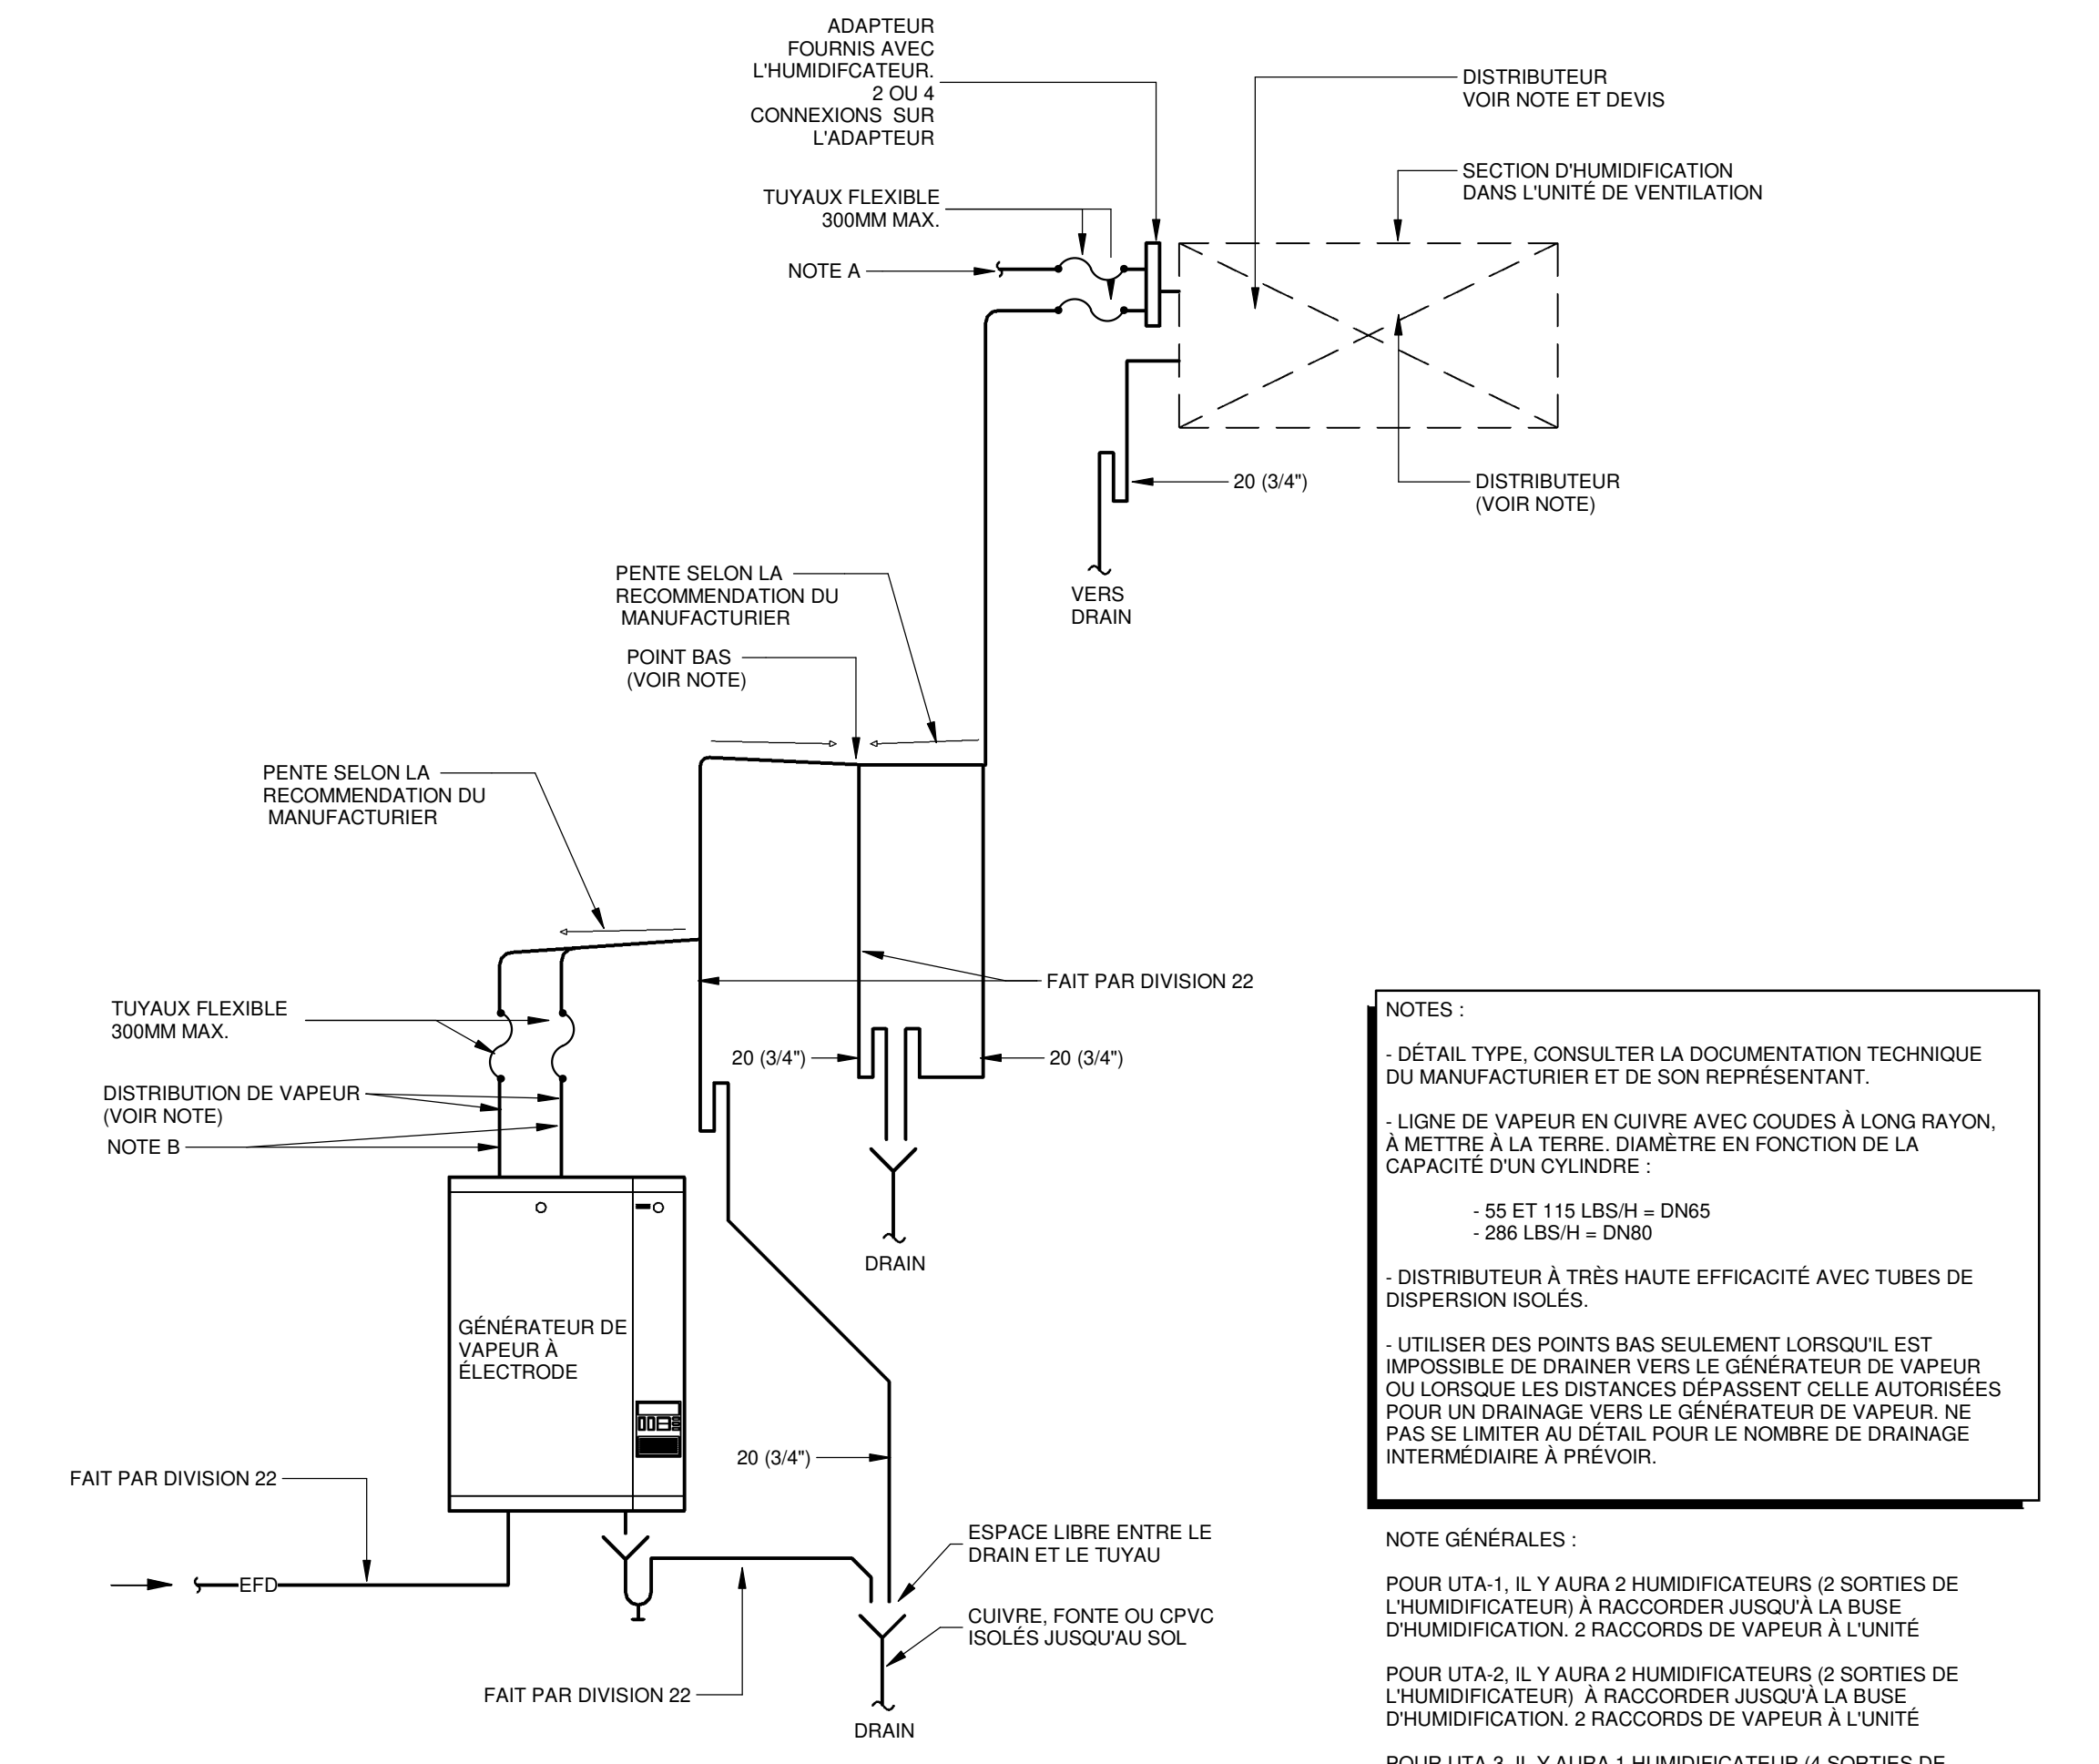 ADAPTEUR
FOURNIS AVEC
L'HUMIDIFCATEUR.
2 OU 4
CONNEXIONS SUR
L'ADAPTEUR
DISTRIBUTEUR
VOIR NOTE ET DEVIS
SECTION D'HUMIDIFICATION
DANS L'UNITÉ DE VENTILATION
TUYAUX FLEXIBLE
300MM MAX.
NOTE A
20 (3/4")
DISTRIBUTEUR
(VOIR NOTE)
VERS
DRAIN
PENTE SELON LA
RECOMMENDATION DU
MANUFACTURIER
POINT BAS
(VOIR NOTE)
PENTE SELON LA
RECOMMENDATION DU
MANUFACTURIER
FAIT PAR DIVISION 22
TUYAUX FLEXIBLE
300MM MAX.
20 (3/4")
20 (3/4")
DISTRIBUTION DE VAPEUR
(VOIR NOTE)
NOTE B
DRAIN
GÉNÉRATEUR DE
VAPEUR À
ÉLECTRODE
20 (3/4")
FAIT PAR DIVISION 22
EFD
ESPACE LIBRE ENTRE LE
DRAIN ET LE TUYAU
CUIVRE, FONTE OU CPVC
ISOLÉS JUSQU'AU SOL
FAIT PAR DIVISION 22
DRAIN
NOTES :
- DÉTAIL TYPE, CONSULTER LA DOCUMENTATION TECHNIQUE
DU MANUFACTURIER ET DE SON REPRÉSENTANT.
- LIGNE DE VAPEUR EN CUIVRE AVEC COUDES À LONG RAYON,
À METTRE À LA TERRE. DIAMÈTRE EN FONCTION DE LA
CAPACITÉ D'UN CYLINDRE :
- 55 ET 115 LBS/H = DN65
- 286 LBS/H = DN80
- DISTRIBUTEUR À TRÈS HAUTE EFFICACITÉ AVEC TUBES DE
DISPERSION ISOLÉS.
- UTILISER DES POINTS BAS SEULEMENT LORSQU'IL EST
IMPOSSIBLE DE DRAINER VERS LE GÉNÉRATEUR DE VAPEUR
OU LORSQUE LES DISTANCES DÉPASSENT CELLE AUTORISÉES
POUR UN DRAINAGE VERS LE GÉNÉRATEUR DE VAPEUR. NE
PAS SE LIMITER AU DÉTAIL POUR LE NOMBRE DE DRAINAGE
INTERMÉDIAIRE À PRÉVOIR.
NOTE GÉNÉRALES :
POUR UTA-1, IL Y AURA 2 HUMIDIFICATEURS (2 SORTIES DE
L'HUMIDIFICATEUR) À RACCORDER JUSQU'À LA BUSE
D'HUMIDIFICATION. 2 RACCORDS DE VAPEUR À L'UNITÉ
POUR UTA-2, IL Y AURA 2 HUMIDIFICATEURS (2 SORTIES DE
L'HUMIDIFICATEUR) À RACCORDER JUSQU'À LA BUSE
D'HUMIDIFICATION. 2 RACCORDS DE VAPEUR À L'UNITÉ
POUR UTA-3, IL Y AURA 1 HUMIDIFICATEUR (4 SORTIES DE